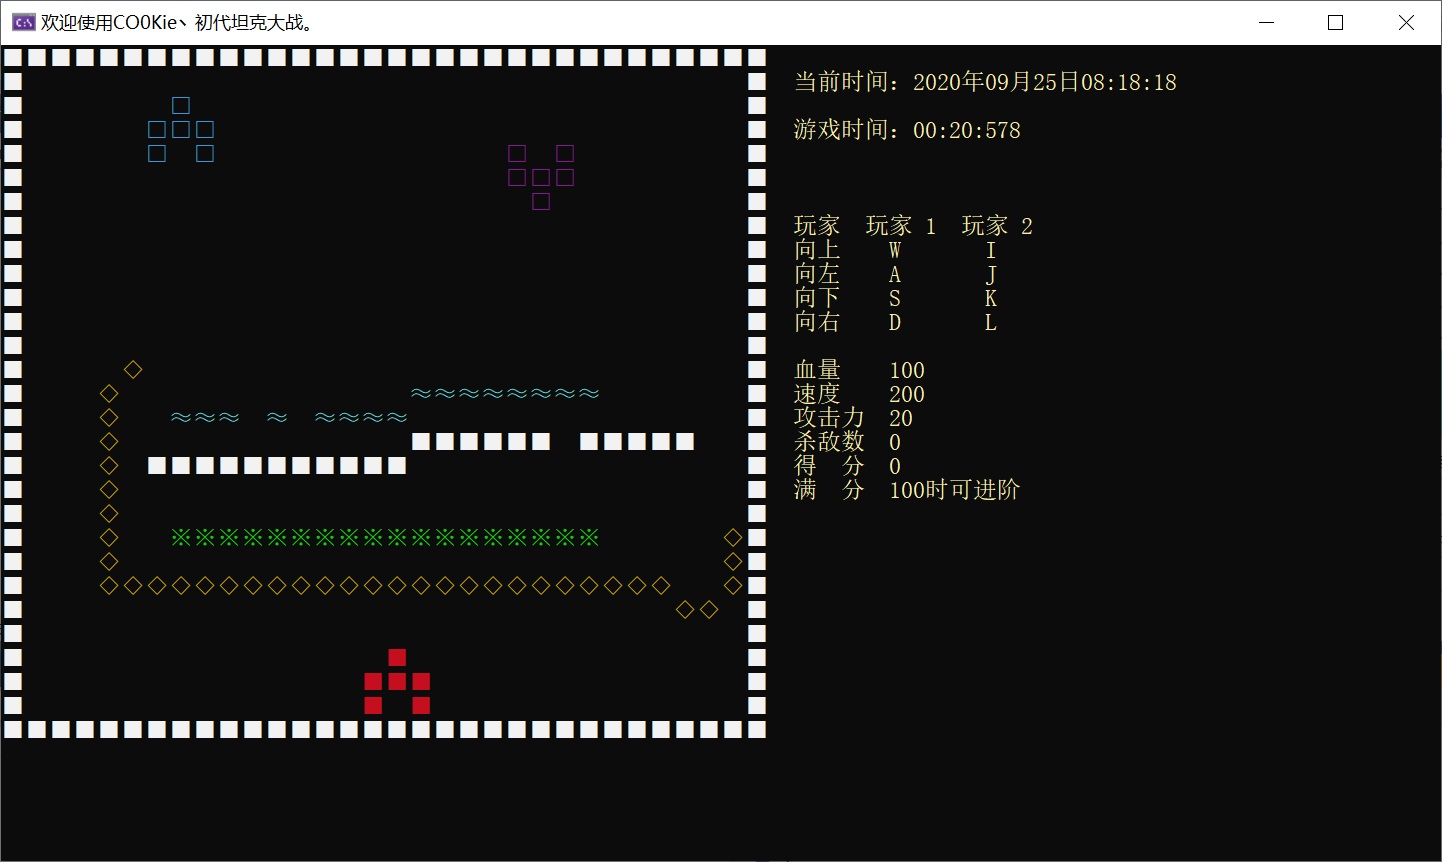 欢迎使用CO0Kie丶初代坦克大战。
当前时间：2020年09月25日08:18:18
游戏时间：00:20:578
玩家 玩家 1 玩家 2
向上 W I
向左 A J
向下 S K
向右 D L
血量 100
速度 200
攻击力 20
杀敌数 0
得 分 0
满 分 100时可进阶